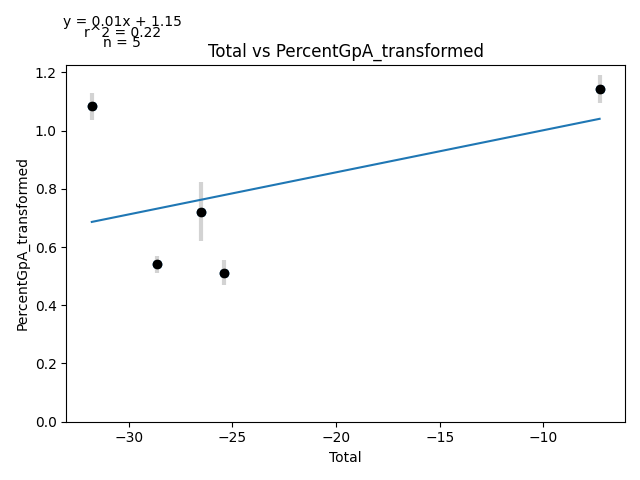 y = 0.01x + 1.15
r^2 = 0.22
n = 5
Total vs PercentGpA_transformed
PercentGpA_transformed
1.2
1.0
0.8
0.6
0.4
0.2
0.0
−30 −25 −20 −15 −10
Total